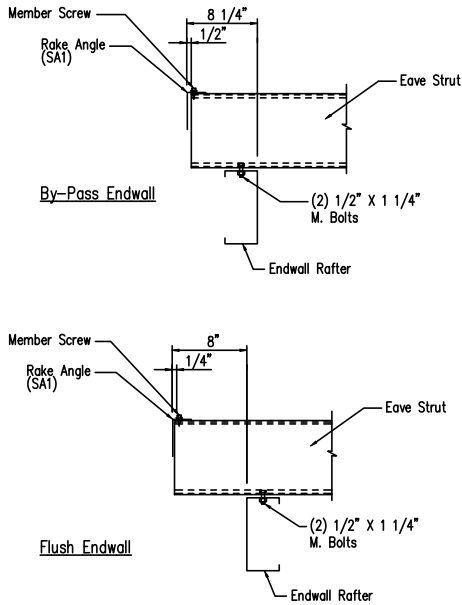 8 1/4"
Member Screw
1/2"
Rake Angle
(SA1)
Eave Strut
By-Pass Endwall
(2) 1/2" X 1 1/4"
M. Bolts
Endwall Rafter
8"
Member Screw
1/4"
Rake Angle
(SA1)
Eave Strut
(2) 1/2" X 1 1/4"
M. Bolts
Flush Endwall
Endwall Rafter